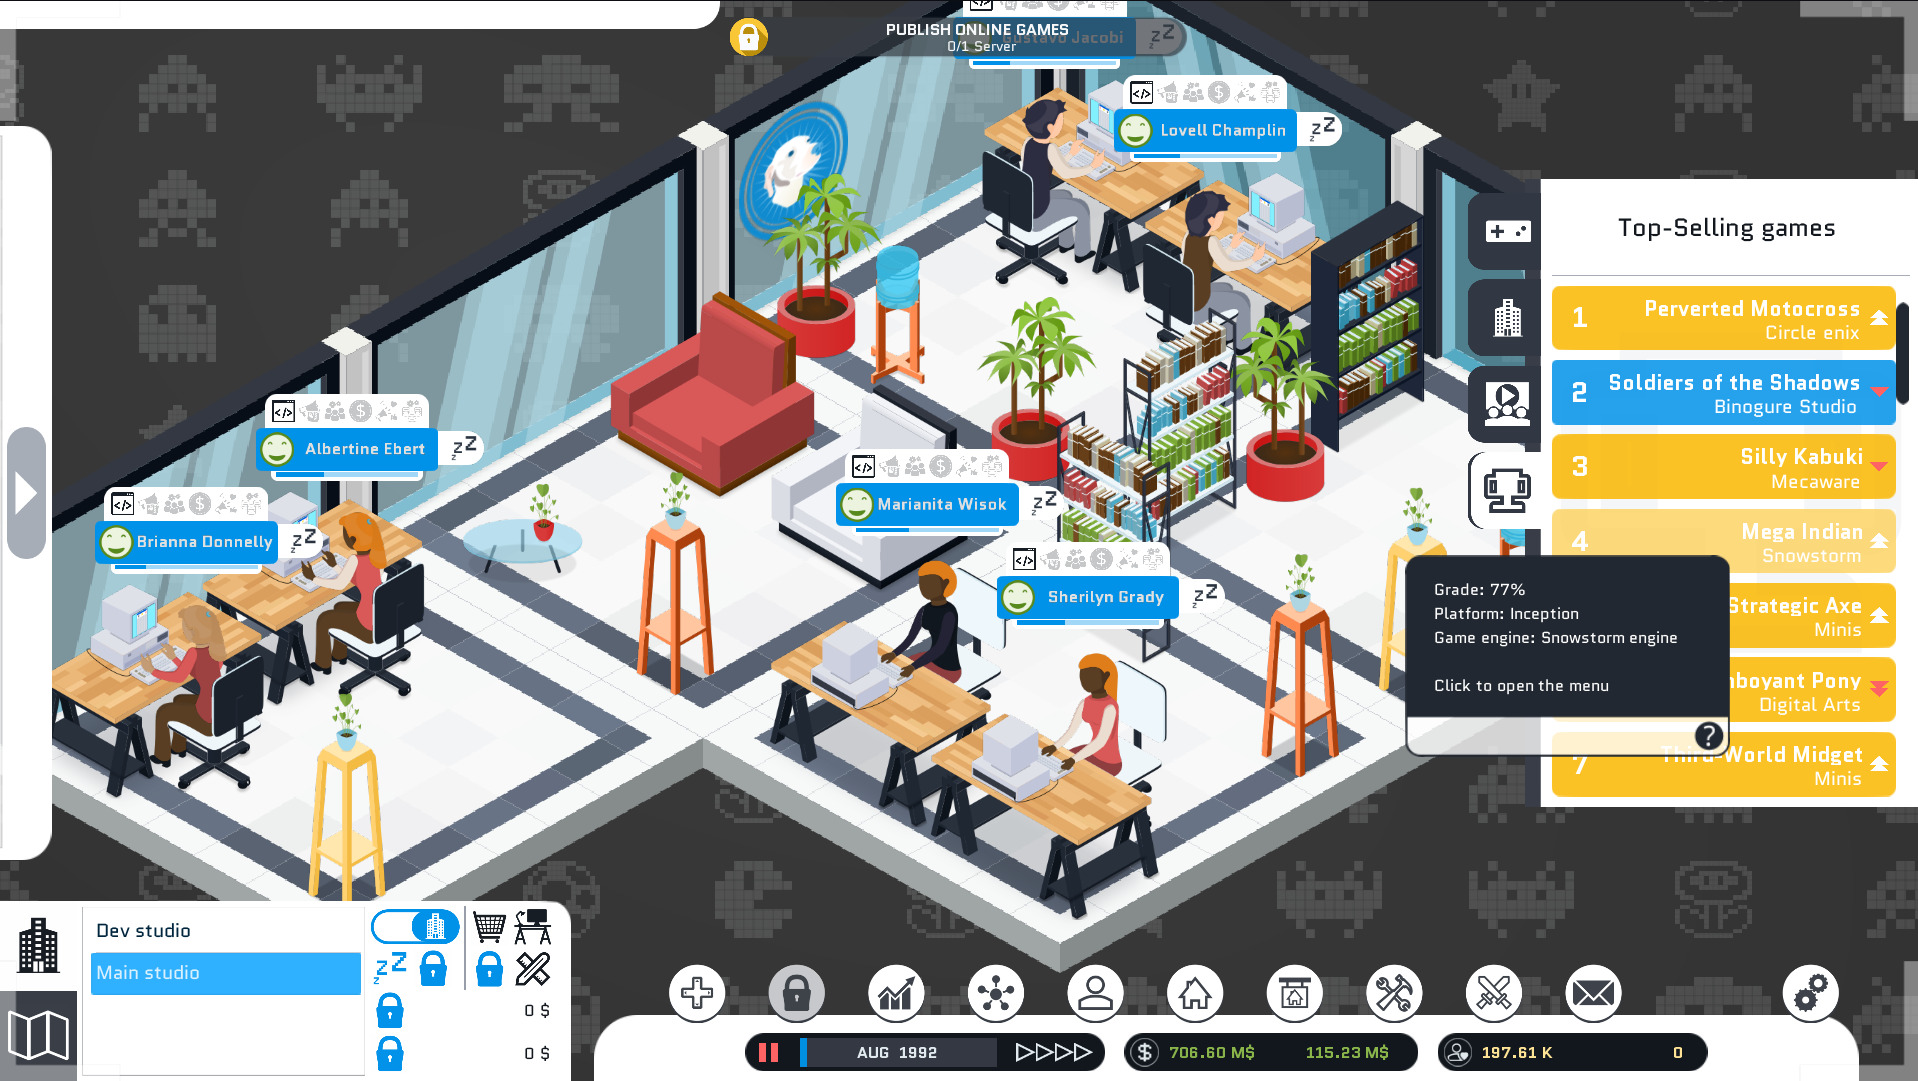 PUBLISH ONLINE GAMES
0/1 Server
Gustavo Jacobi
Lovell Champlin
Albertine Ebert
Brianna Donnelly
Marianita Wisok
Sherilyn Grady
Top-Selling games
1 Perverted Motocross
Circle enix
2 Soldiers of the Shadows
Binogure Studio
3 Silly Kabuki
Mecaware
4 Mega Indian
Snowstorm
Strategic Axe
Minis
boyant Pony
Digital Arts
7 Third-World Midget
Minis
Grade: 77%
Platform: Inception
Game engine: Snowstorm engine
Click to open the menu
?
Dev studio
Main studio
0 $
0 $
AUG 1992
706.60 M$ 115.23 M$
197.61 K 0